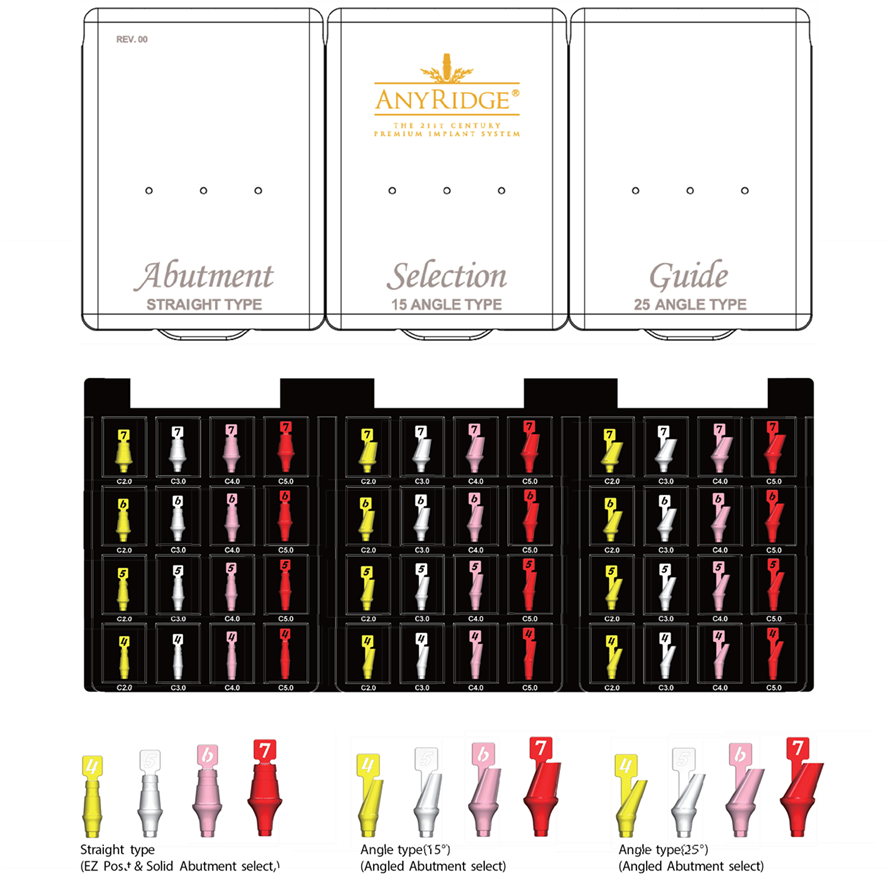 REV. 00
ANYRIDGE®
THE 21st CENTURY
PREMIUM IMPLANT SYSTEM
Abutment Selection Guide
STRAIGHT TYPE 15 ANGLE TYPE 25 ANGLE TYPE
7 7 7 7 7 7 7 7 7 7 7 7
C2.0 C3.0 C4.0 C5.0 C2.0 C3.0 C4.0 C5.0 C2.0 C3.0 C4.0 C5.0
6 6 6 6 6 6 6 6 6 6 6 6
C2.0 C3.0 C4.0 C5.0 C2.0 C3.0 C4.0 C5.0 C2.0 C3.0 C4.0 C5.0
5 5 5 5 5 5 5 5 5 5 5 5
C2.0 C3.0 C4.0 C5.0 C2.0 C3.0 C4.0 C5.0 C2.0 C3.0 C4.0 C5.0
4 4 4 4 4 4 4 4 4 4 4 4
C2.0 C3.0 C4.0 C5.0 C2.0 C3.0 C4.0 C5.0 C2.0 C3.0 C4.0 C5.0
4 5 6 7 4 5 6 7 4 5 6 7
Straight type Angle type(15°) Angle type(25°)
(EZ Post & Solid Abutment select,) (Angled Abutment select) (Angled Abutment select)